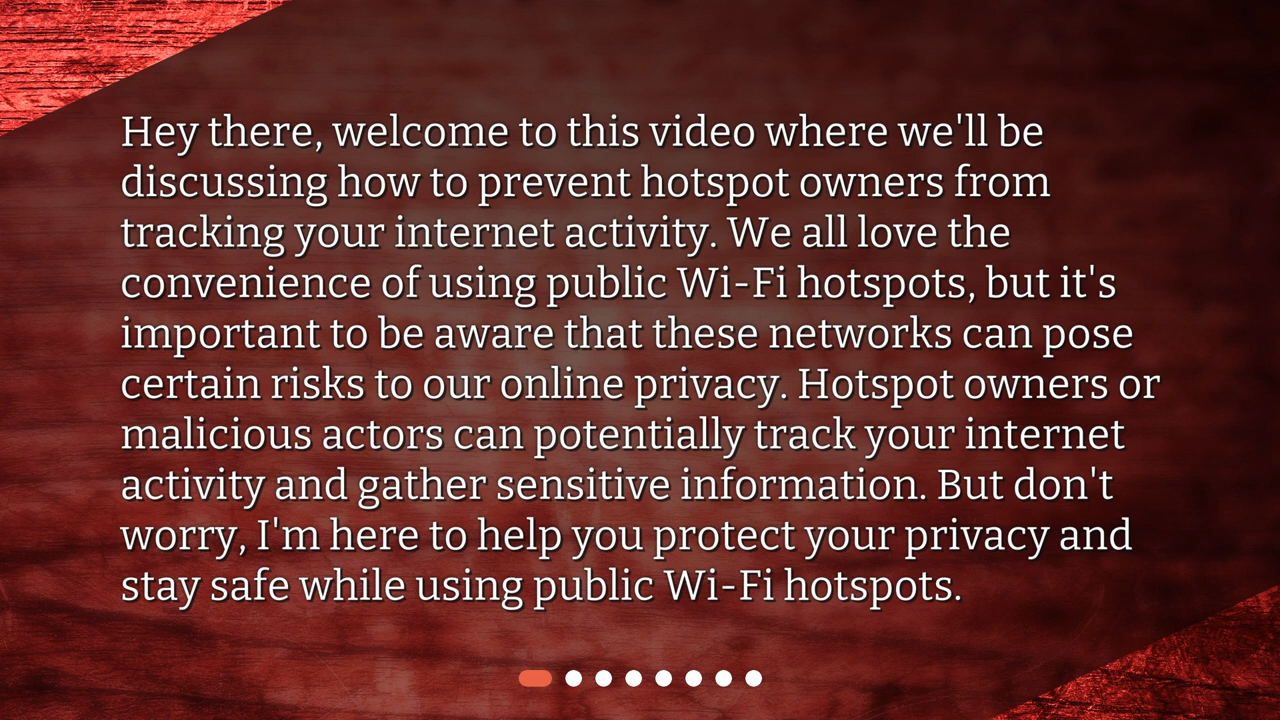 Hey there, welcome to this video where we'll be
discussing how to prevent hotspot owners from
tracking your internet activity. We all love the
convenience of using public Wi-Fi hotspots, but it's
important to be aware that these networks can pose
certain risks to our online privacy. Hotspot owners or
malicious actors can potentially track your internet
activity and gather sensitive information. But don't
worry, I'm here to help you protect your privacy and
stay safe while using public Wi-Fi hotspots.